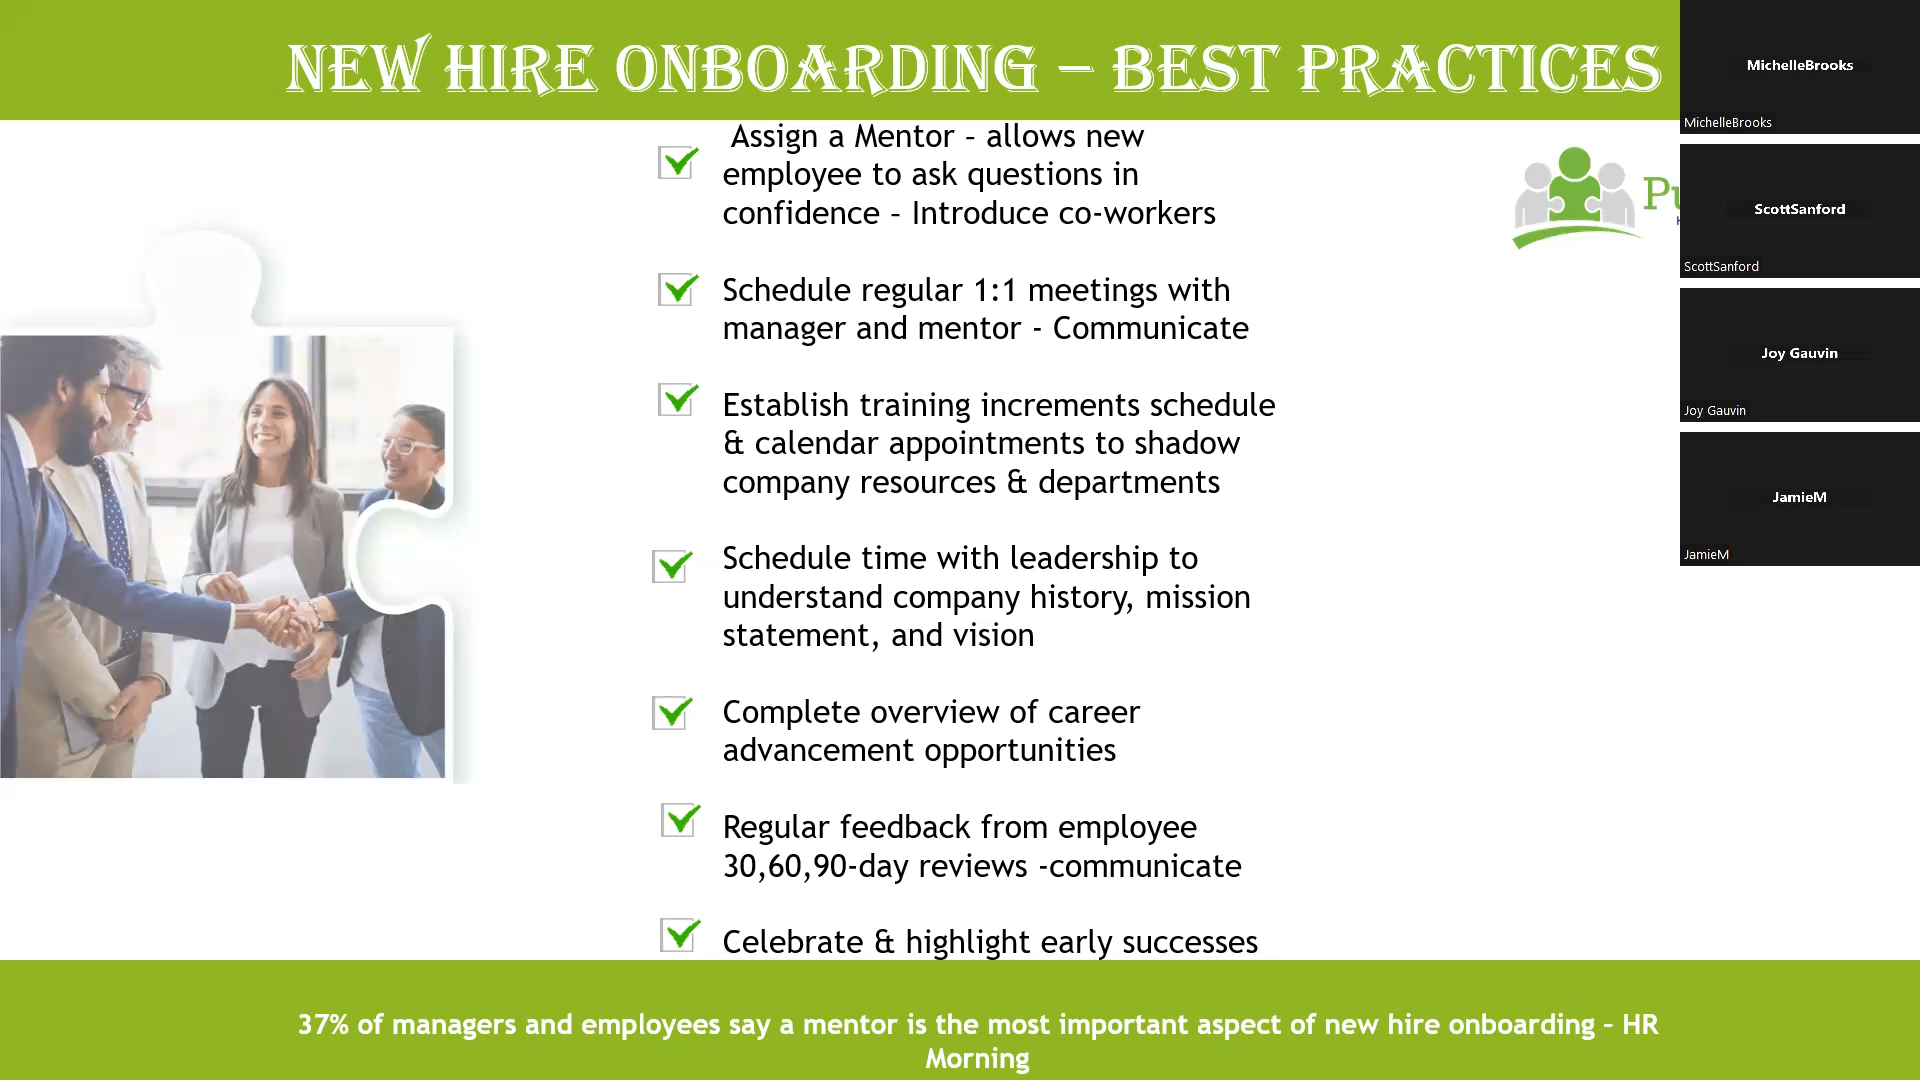 NEW HIRE ONBOARDING – BEST PRACTICES
Assign a Mentor – allows new
employee to ask questions in
confidence – Introduce co-workers
Schedule regular 1:1 meetings with
manager and mentor - Communicate
Establish training increments schedule
& calendar appointments to shadow
company resources & departments
Schedule time with leadership to
understand company history, mission
statement, and vision
Complete overview of career
advancement opportunities
Regular feedback from employee
30,60,90-day reviews -communicate
Celebrate & highlight early successes
37% of managers and employees say a mentor is the most important aspect of new hire onboarding – HR
Morning
MichelleBrooks
MichelleBrooks
ScottSanford
ScottSanford
Joy Gauvin
Joy Gauvin
JamieM
JamieM